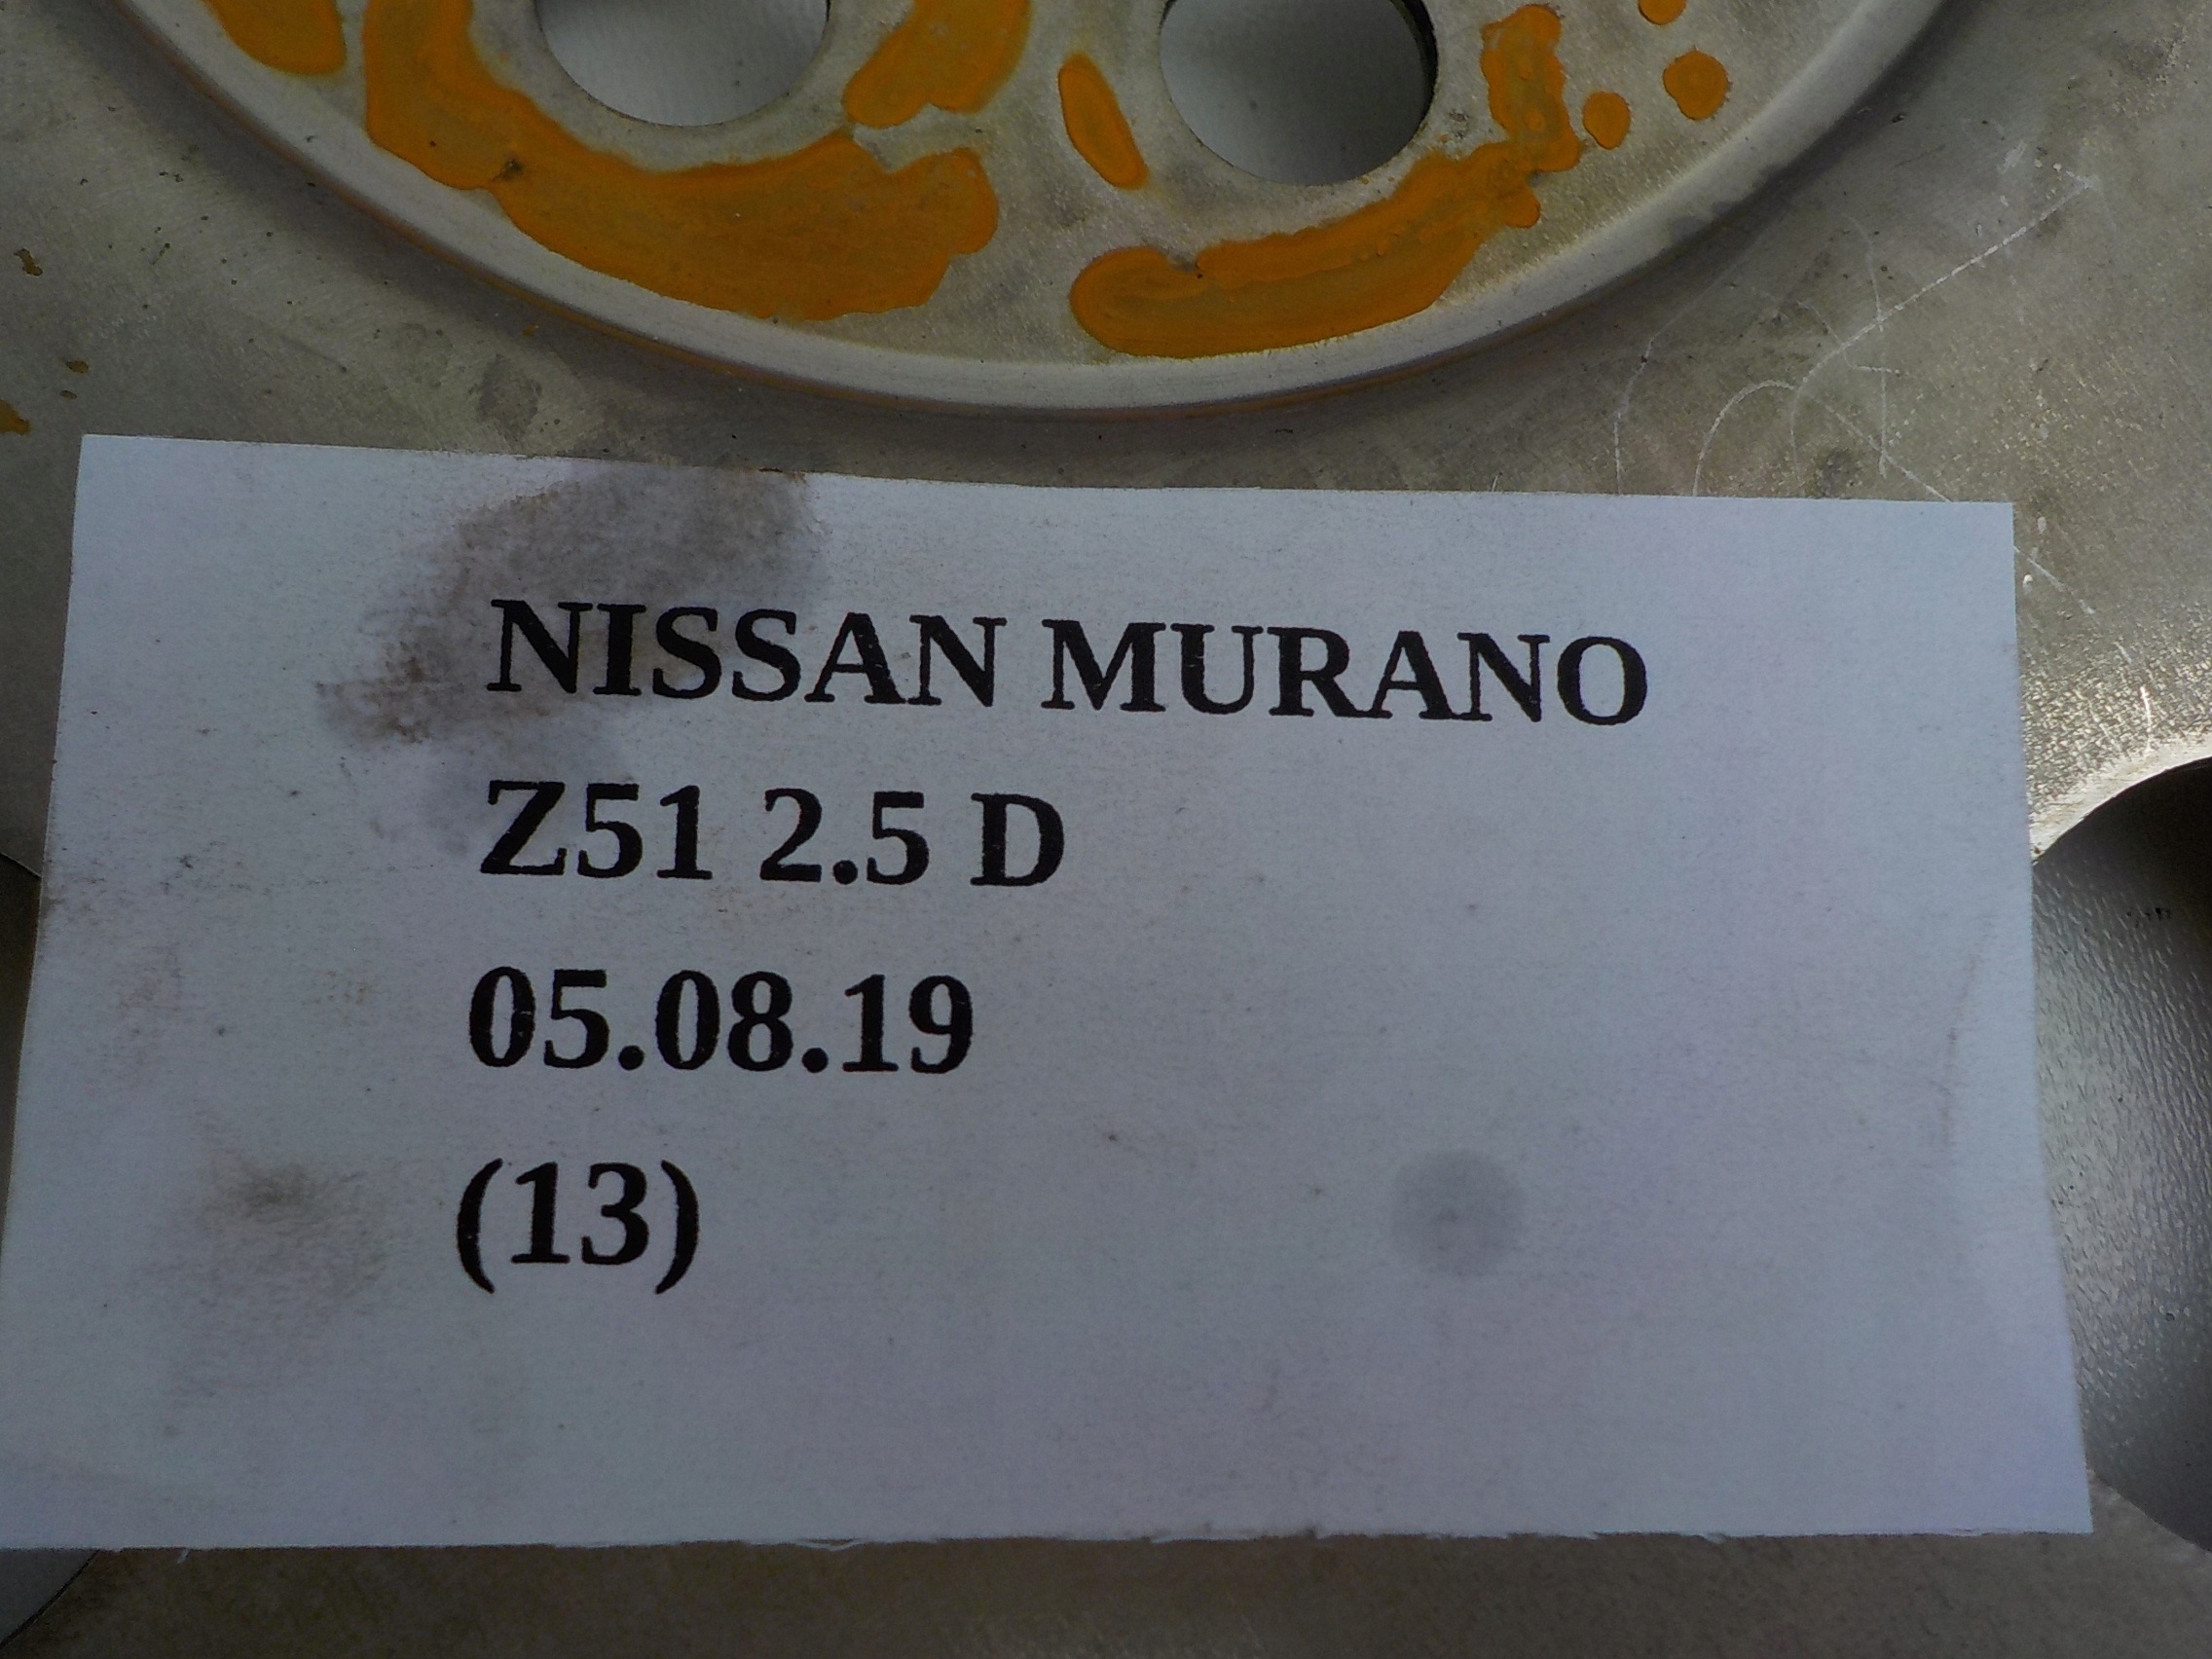 NISSAN MURANO
Z51 2.5 D
05.08.19
(13)